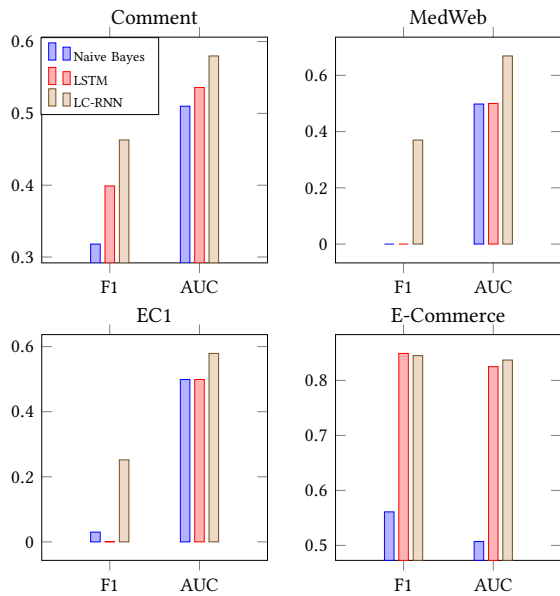 Comment
0.6
0.5
0.4
0.3
Naive Bayes
LSTM
LC-RNN
F1 AUC
MedWeb
0.6
0.4
0.2
0
F1 AUC
EC1
0.6
0.4
0.2
0
F1 AUC
E-Commerce
0.8
0.7
0.6
0.5
F1 AUC